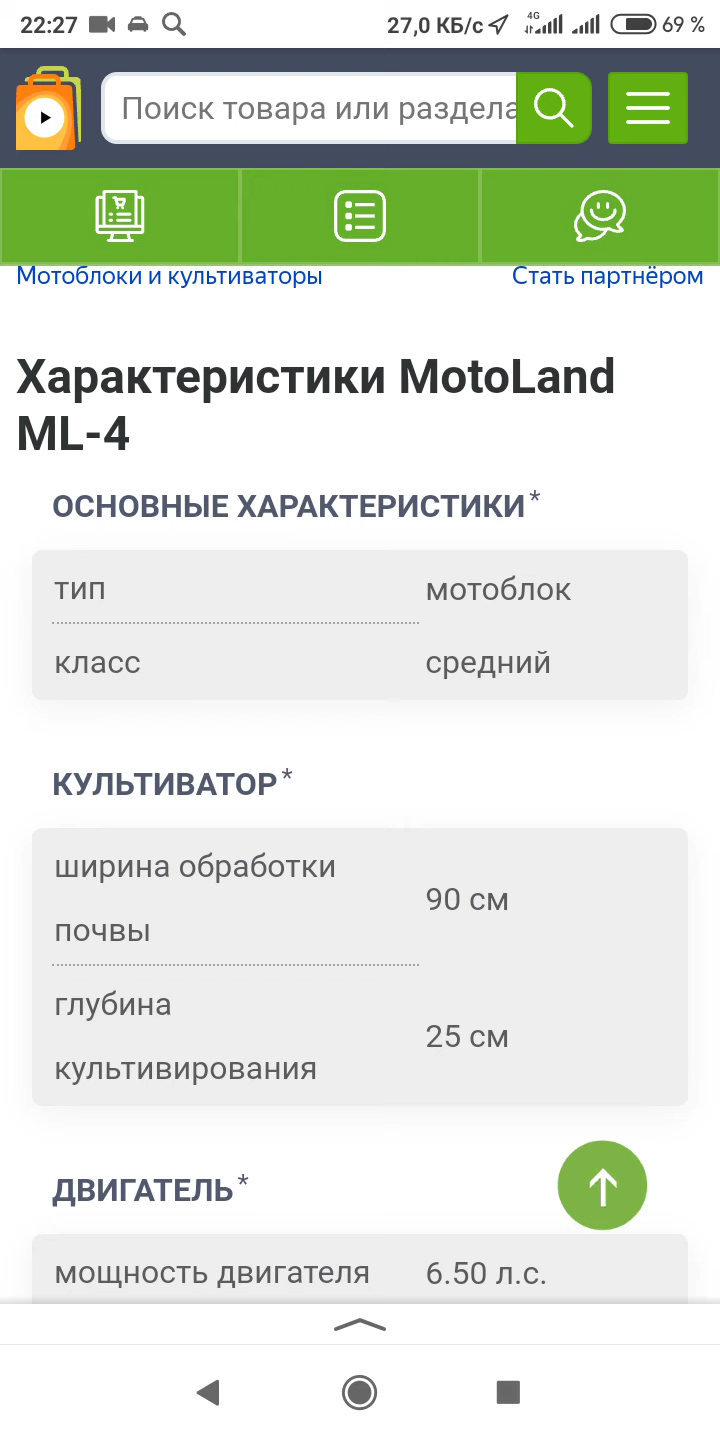 22:27
27,0 КБ/с 4G 69 %
Поиск товара или раздела
Мотоблоки и культиваторы
Стать партнёром
Характеристики MotoLand
ML-4
ОСНОВНЫЕ ХАРАКТЕРИСТИКИ*
тип мотоблок
класс средний
КУЛЬТИВАТОР*
ширина обработки
почвы
90 см
глубина
культивирования
25 см
ДВИГАТЕЛЬ*
мощность двигателя 6.50 л.с.